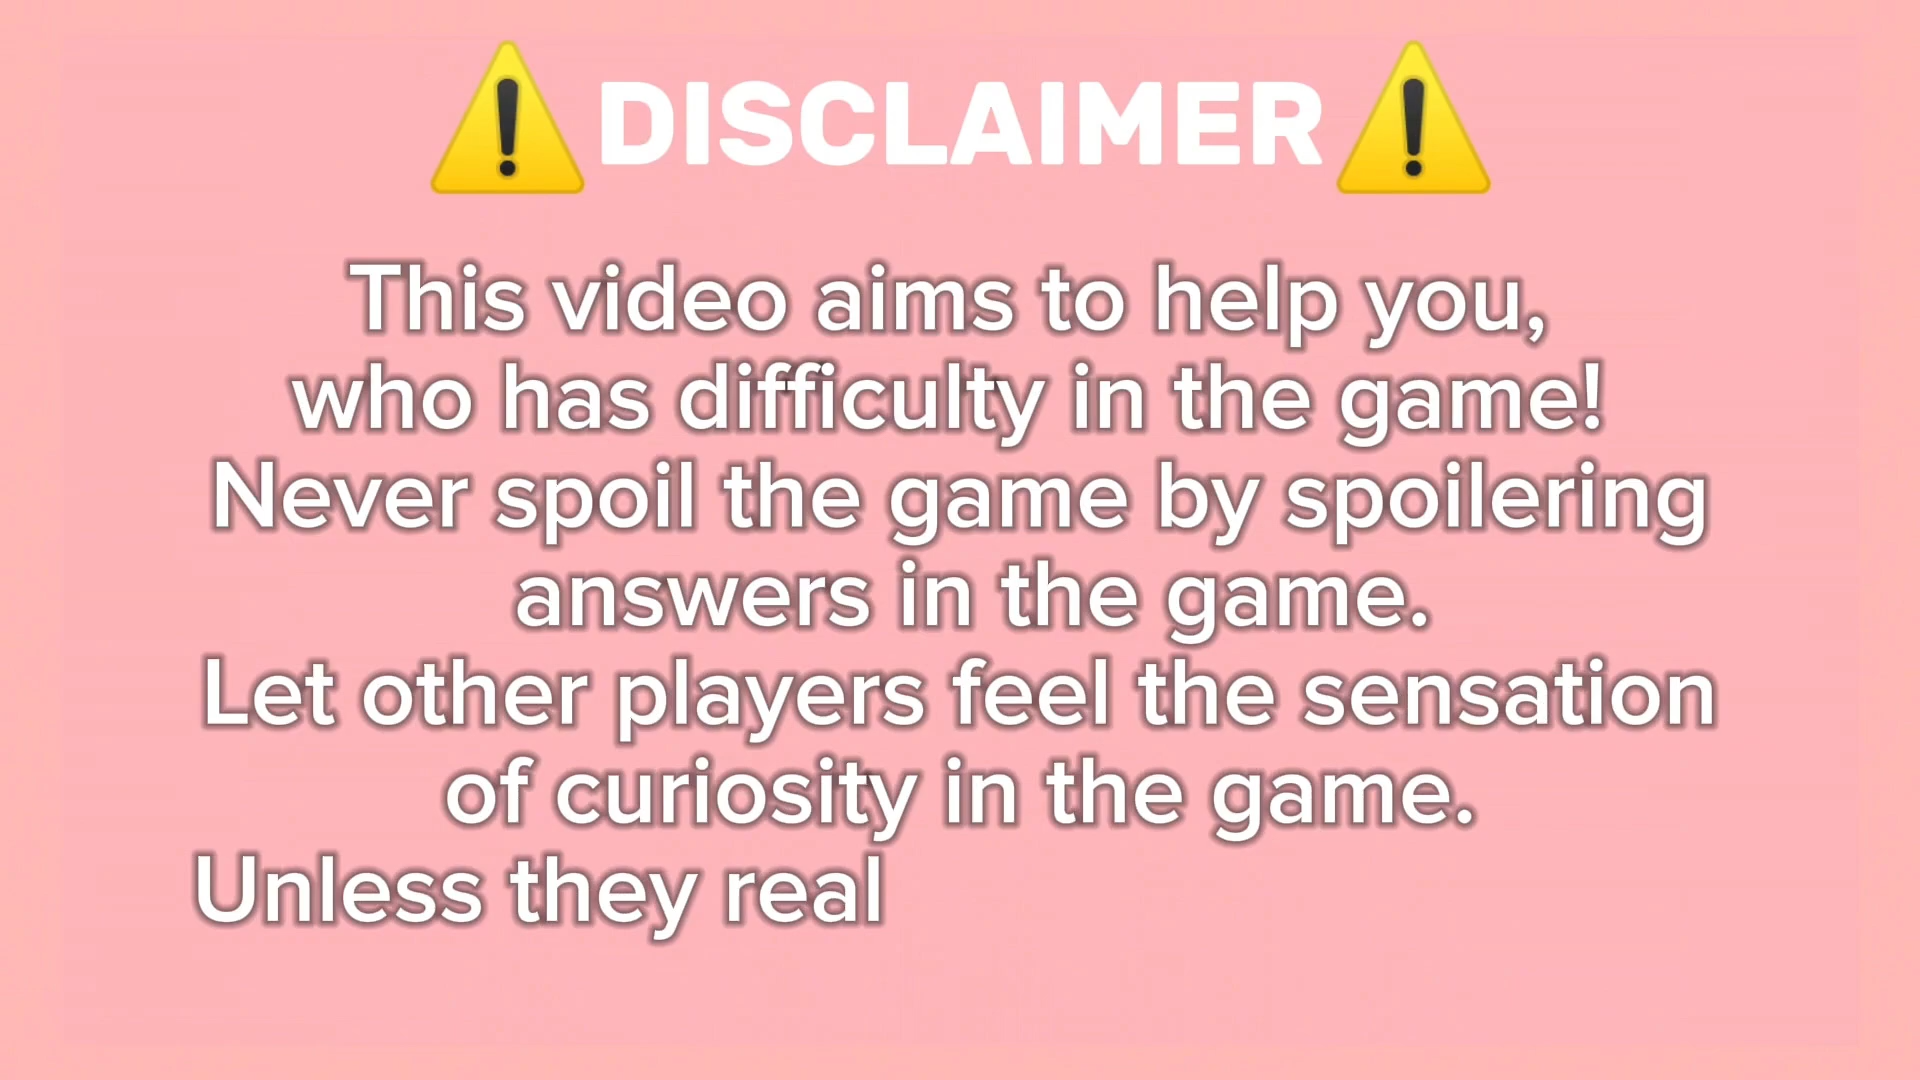 ⚠️DISCLAIMER⚠️
This video aims to help you,
who has difficulty in the game!
Never spoil the game by spoilering
answers in the game.
Let other players feel the sensation
of curiosity in the game.
Unless they real